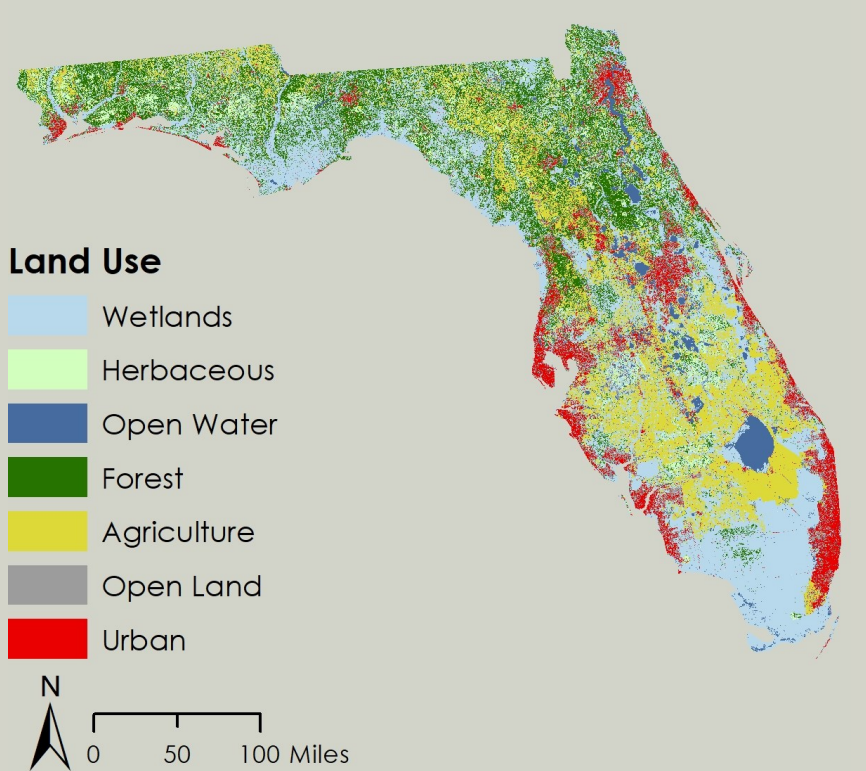 Land Use
Wetlands
Herbaceous
Open Water
Forest
Agriculture
Open Land
Urban
N
0 50 100 Miles